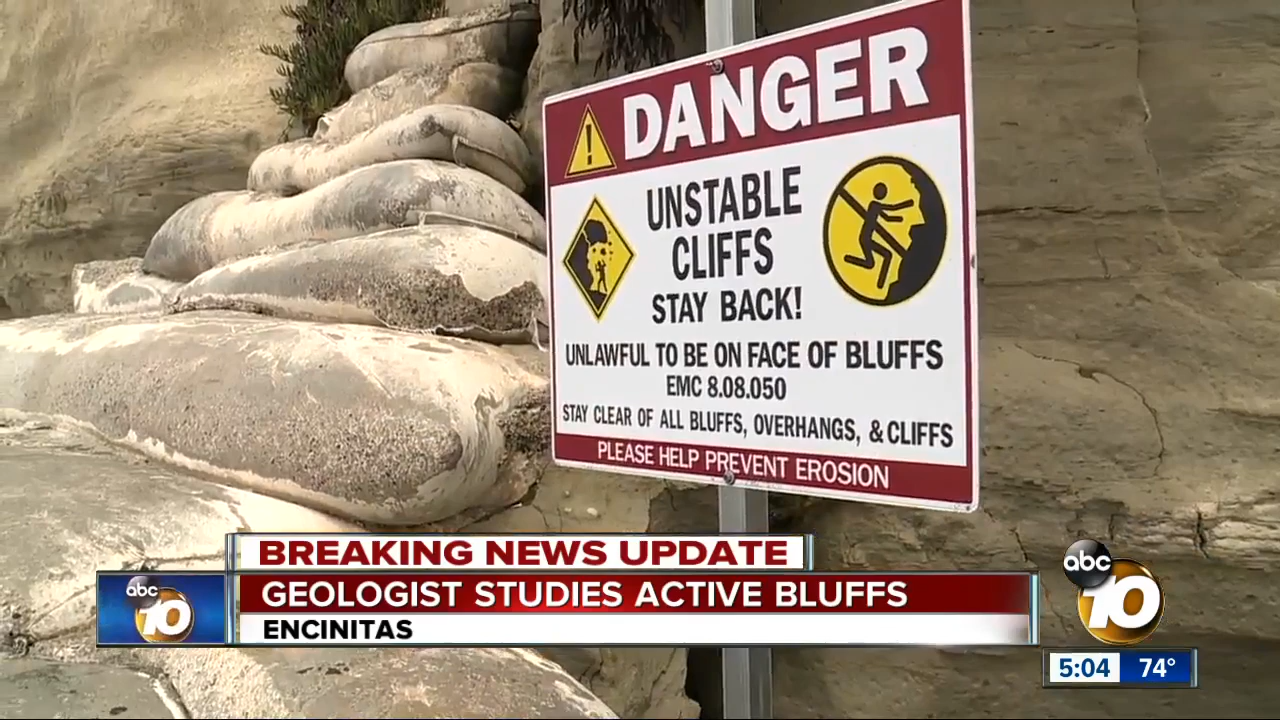 DANGER
UNSTABLE
CLIFFS
STAY BACK!
UNLAWFUL TO BE ON FACE OF BLUFFS
EMC 8.08.050
STAY CLEAR OF ALL BLUFFS, OVERHANGS, & CLIFFS
PLEASE HELP PREVENT EROSION
BREAKING NEWS UPDATE
abc 10
GEOLOGIST STUDIES ACTIVE BLUFFS
ENCINITAS
abc 10
5:04 74°